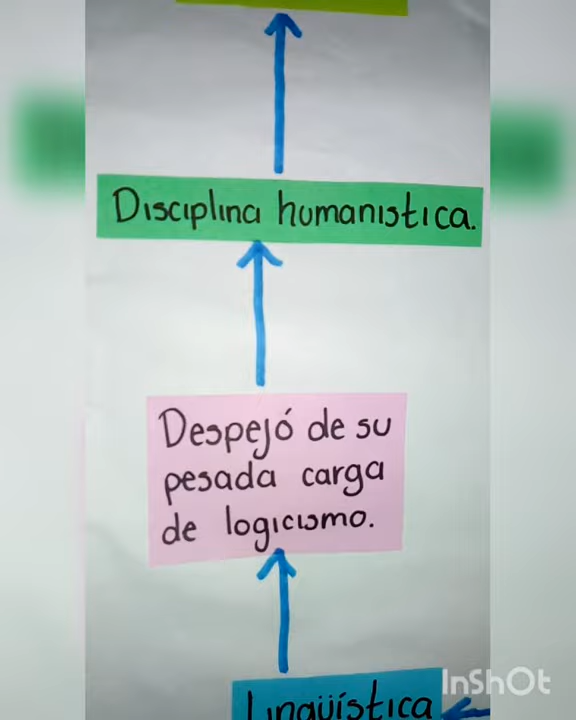 Disciplina humanistica.
Despejó de su
pesada carga
de logicismo.
Lingüística
InShOt